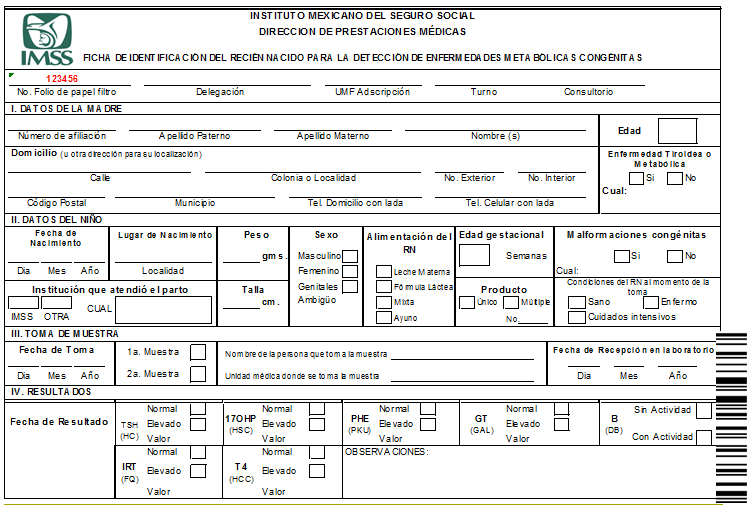 INSTITUTO MEXICANO DEL SEGURO SOCIAL
DIRECCION DE PRESTACIONES MÉDICAS
IMSS
FICHA DE IDENTIFICACIÓN DEL RECIÉN NACIDO PARA LA DETECCIÓN DE ENFERMEDADES METABÓLICAS CONGÉNITAS
123456
No. Folio de papel filtro Delegación UMF Adscripción Turno Consultorio
I. DATOS DE LA MADRE
Número de afiliación Apellido Paterno Apellido Materno Nombre (s) Edad
Domicilio (u otra dirección para su localización)
Enfermedad Tiroidea o Metabólica
Calle Colonia o Localidad No. Exterior No. Interior
Si No
Cual:
Código Postal Municipio Tel. Domicilio con lada Tel. Celular con lada
II. DATOS DEL NIÑO
Fecha de Nacimiento
Día Mes Año
Lugar de Nacimiento
Localidad
Peso
gms.
Sexo
Masculino
Femenino
Genitales Ambigüo
Alimentación del RN
Leche Materna
Fórmula Láctea
Mixta
Ayuno
Edad gestacional
Semanas
Malformaciones congénitas
Si No
Cual:
Institución que atendió el parto
IMSS OTRA CUAL
Talla
cm.
Producto
Único Múltiple
No.
Condiciones del RN al momento de la toma
Sano Enfermo
Cuidados intensivos
III. TOMA DE MUESTRA
Fecha de Toma
Día Mes Año
1a. Muestra
2a. Muestra
Nombre de la persona que toma la muestra
Unidad médica donde se toma la muestra
Fecha de Recepción en laboratorio
Día Mes Año
IV. RESULTADOS
Fecha de Resultado
TSH (HC)
Normal
Elevado
Valor
17OHP (HSC)
Normal
Elevado
Valor
PHE (PKU)
Normal
Elevado
Valor
GT (GAL)
Normal
Elevado
Valor
B (DB)
Sin Actividad
Con Actividad
IRT (FQ)
Normal
Elevado
Valor
T4 (HCC)
Normal
Elevado
Valor
OBSERVACIONES: